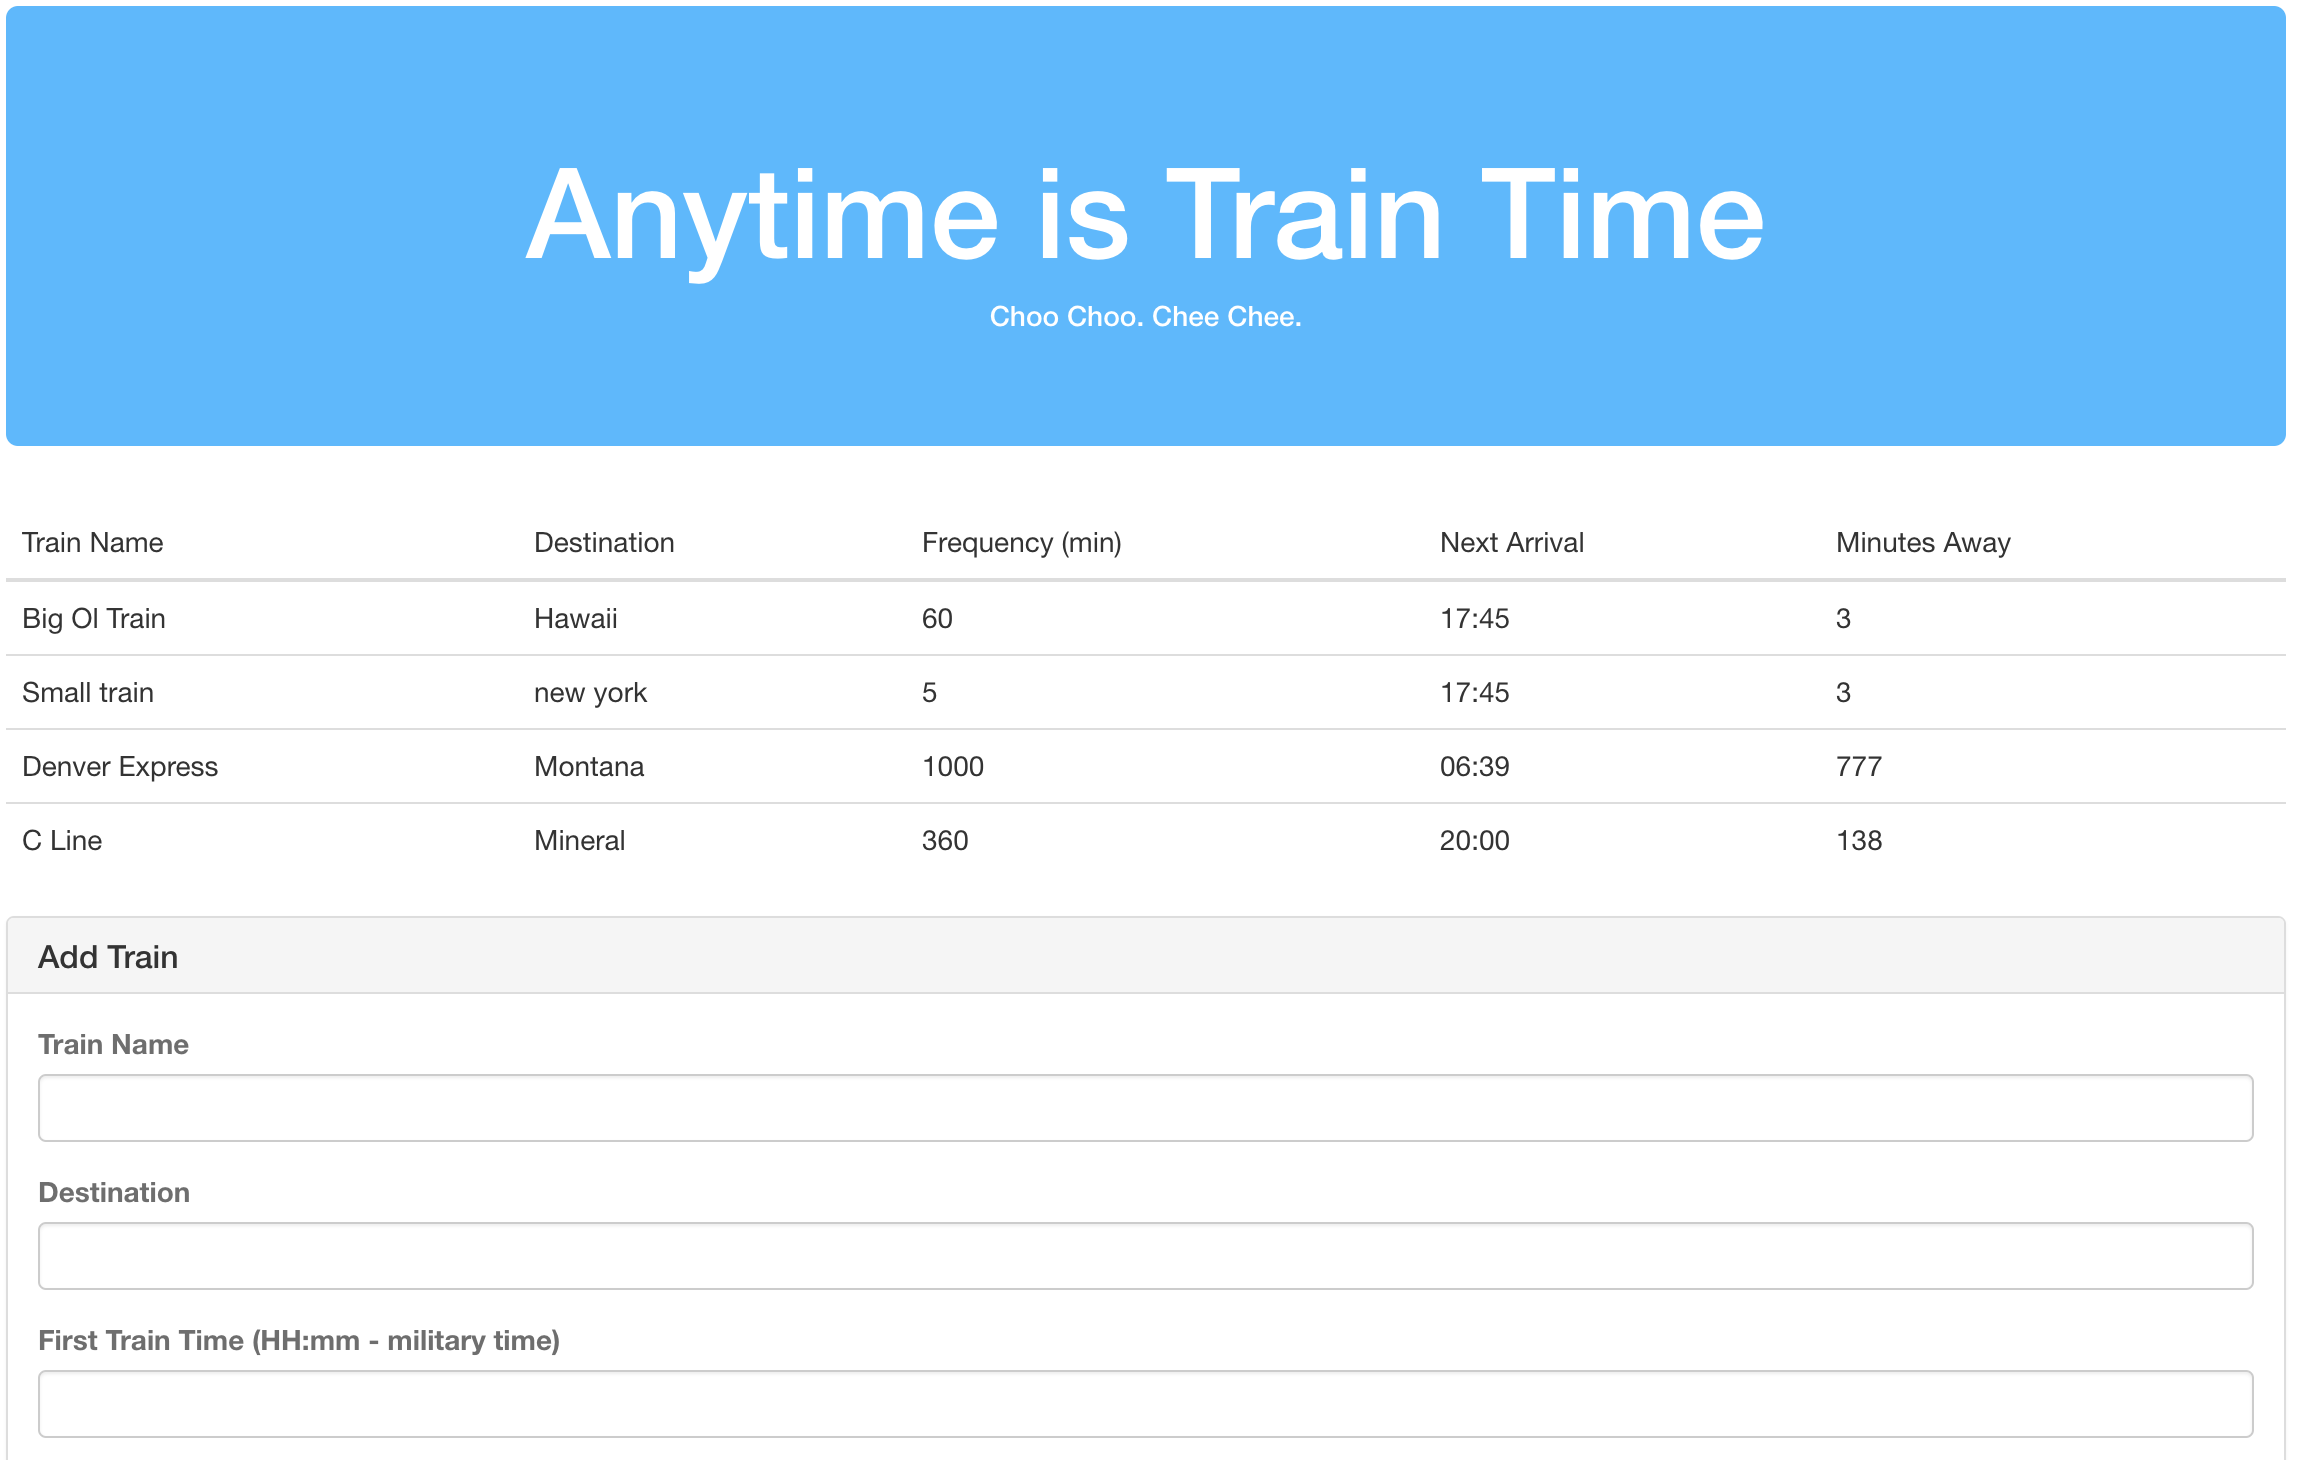 Anytime is Train Time
Choo Choo. Chee Chee.
Train Name Destination Frequency (min) Next Arrival Minutes Away
Big Ol Train Hawaii 60 17:45 3
Small train new york 5 17:45 3
Denver Express Montana 1000 06:39 777
C Line Mineral 360 20:00 138
Add Train
Train Name
Destination
First Train Time (HH:mm - military time)